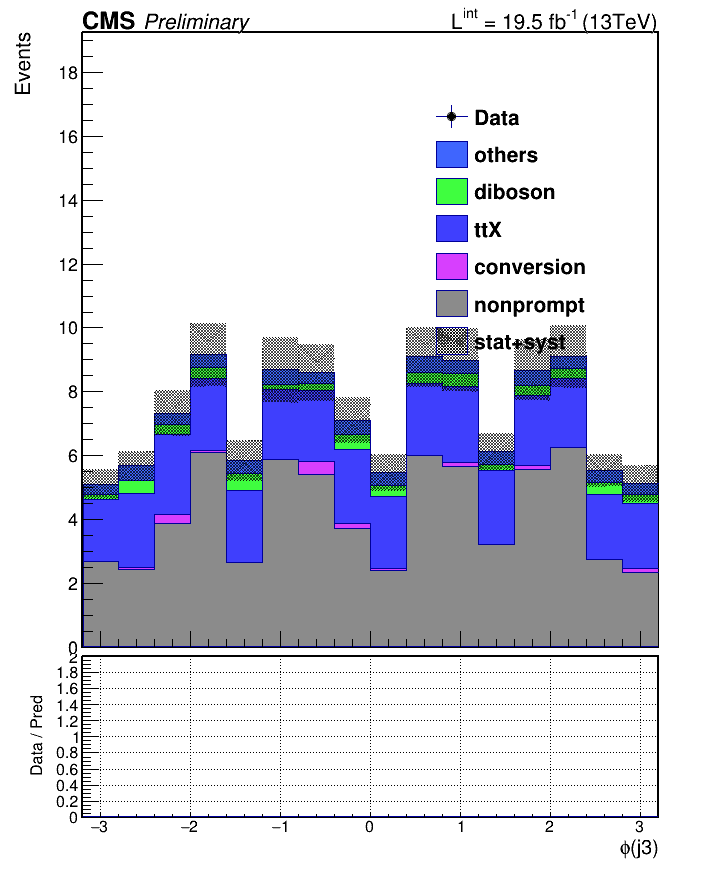 CMS Preliminary
L^int = 19.5 fb^-1 (13TeV)
Events
18
16
14
12
10
8
6
4
2
0
Data
others
diboson
ttX
conversion
nonprompt
stat+syst
Data / Pred
2
1.8
1.6
1.4
1.2
1
0.8
0.6
0.4
0.2
0
−3 −2 −1 0 1 2 3
ϕ(j3)